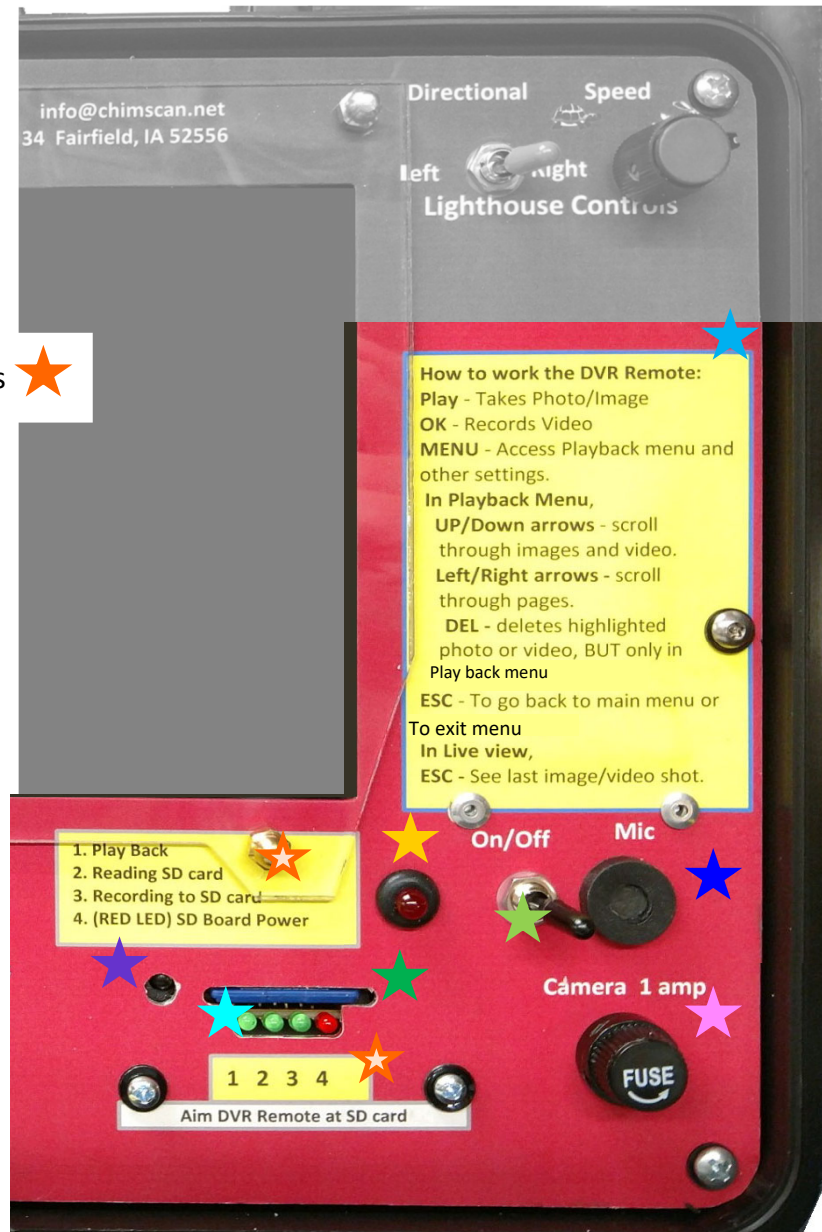 info@chimscan.net
34 Fairfield, IA 52556
Directional Speed
Left Right
Lighthouse Controls
s
How to work the DVR Remote:
Play - Takes Photo/Image
OK - Records Video
MENU - Access Playback menu and
other settings.
In Playback Menu,
UP/Down arrows - scroll
through images and video.
Left/Right arrows - scroll
through pages.
DEL - deletes highlighted
photo or video, BUT only in
Play back menu
ESC - To go back to main menu or
To exit menu
In Live view,
ESC - See last image/video shot.
1. Play Back
2. Reading SD card
3. Recording to SD card
4. (RED LED) SD Board Power
On/Off Mic
Camera 1 amp
FUSE
1 2 3 4
Aim DVR Remote at SD card